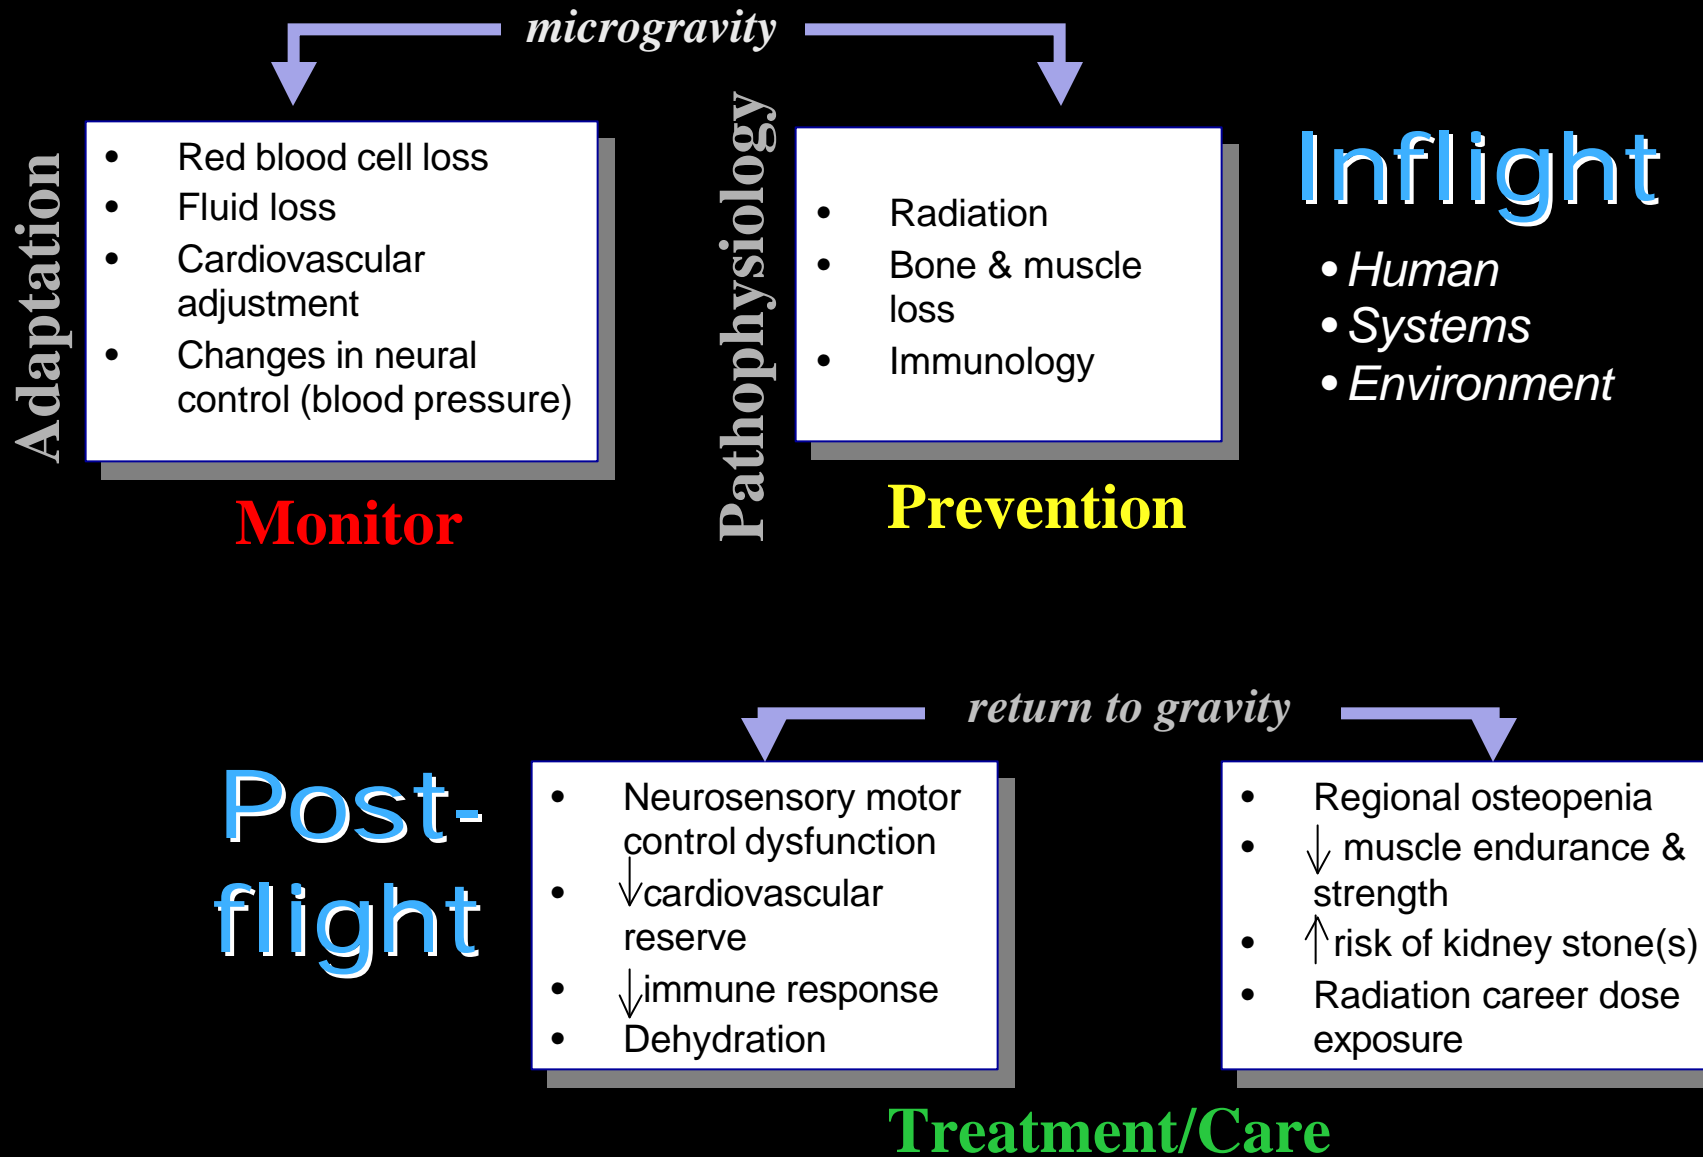 microgravity
Adaptation
• Red blood cell loss
• Fluid loss
• Cardiovascular
adjustment
• Changes in neural
control (blood pressure)
Monitor
Pathophysiology
• Radiation
• Bone & muscle
loss
• Immunology
Prevention
Inflight
• Human
• Systems
• Environment
return to gravity
Post-
flight
• Neurosensory motor
control dysfunction
• ↓cardiovascular
reserve
• ↓immune response
• Dehydration
• Regional osteopenia
• ↓ muscle endurance &
strength
• ↑risk of kidney stone(s)
• Radiation career dose
exposure
Treatment/Care